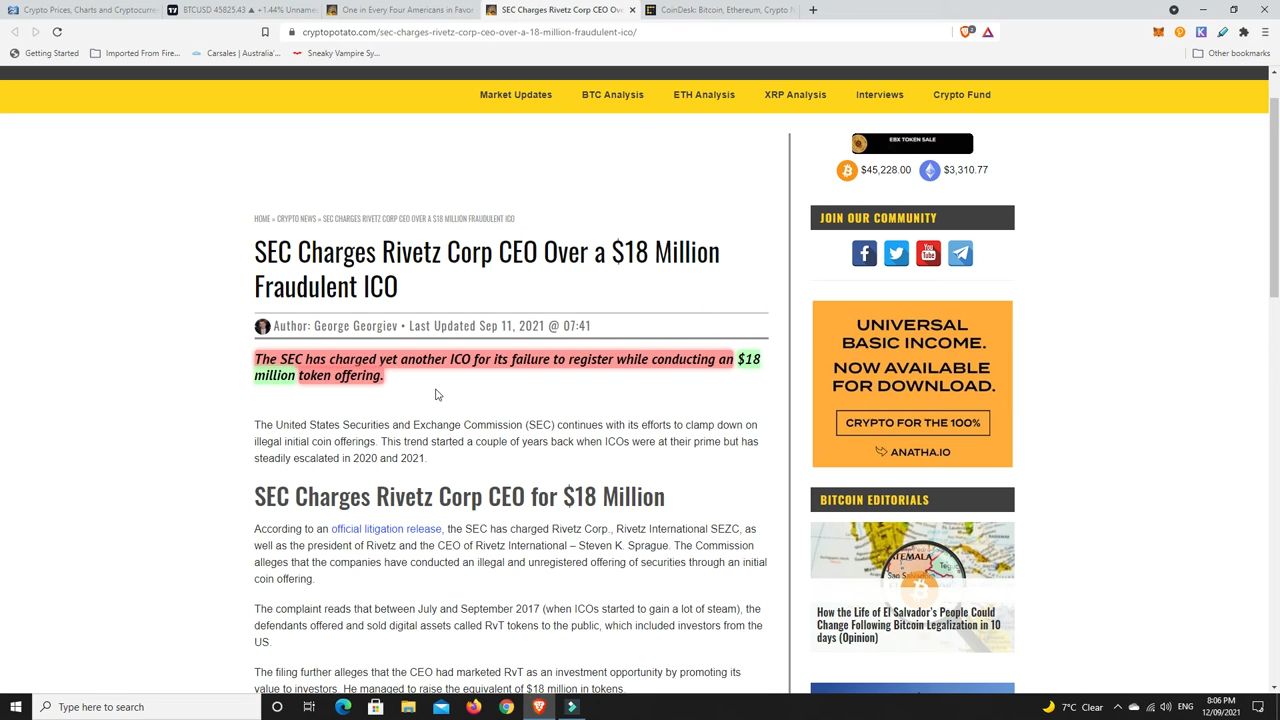 Crypto Prices, Charts and Cryptocurr
BTCUSD 45825.43 ▲ +1.44% Unname
One in Every Four Americans in Favor
SEC Charges Rivetz Corp CEO Ov
CoinDesk: Bitcoin, Ethereum, Crypto N
cryptopotato.com/sec-charges-rivetz-corp-ceo-over-a-18-million-fraudulent-ico/
Getting Started
Imported From Fire...
Carsales | Australia'...
Sneaky Vampire Sy...
Other bookmarks
Market Updates
BTC Analysis
ETH Analysis
XRP Analysis
Interviews
Crypto Fund
EBX TOKEN SALE
$45,228.00
$3,310.77
HOME » CRYPTO NEWS » SEC CHARGES RIVETZ CORP CEO OVER A $18 MILLION FRAUDULENT ICO
SEC Charges Rivetz Corp CEO Over a $18 Million
Fraudulent ICO
Author: George Georgiev • Last Updated Sep 11, 2021 @ 07:41
The SEC has charged yet another ICO for its failure to register while conducting an $18
million token offering.
The United States Securities and Exchange Commission (SEC) continues with its efforts to clamp down on
illegal initial coin offerings. This trend started a couple of years back when ICOs were at their prime but has
steadily escalated in 2020 and 2021.
SEC Charges Rivetz Corp CEO for $18 Million
According to an official litigation release, the SEC has charged Rivetz Corp., Rivetz International SEZC, as
well as the president of Rivetz and the CEO of Rivetz International – Steven K. Sprague. The Commission
alleges that the companies have conducted an illegal and unregistered offering of securities through an initial
coin offering.
The complaint reads that between July and September 2017 (when ICOs started to gain a lot of steam), the
defendants offered and sold digital assets called RvT tokens to the public, which included investors from the
US.
The filing further alleges that the CEO had marketed RvT as an investment opportunity by promoting its
value to investors. He managed to raise the equivalent of $18 million in tokens.
JOIN OUR COMMUNITY
You
Tube
UNIVERSAL
BASIC INCOME.
NOW AVAILABLE
FOR DOWNLOAD.
CRYPTO FOR THE 100%
ANATHA.IO
BITCOIN EDITORIALS
How the Life of El Salvador's People Could
Change Following Bitcoin Legalization in 10
days (Opinion)
Type here to search
7°C Clear
ENG
8:06 PM
12/09/2021